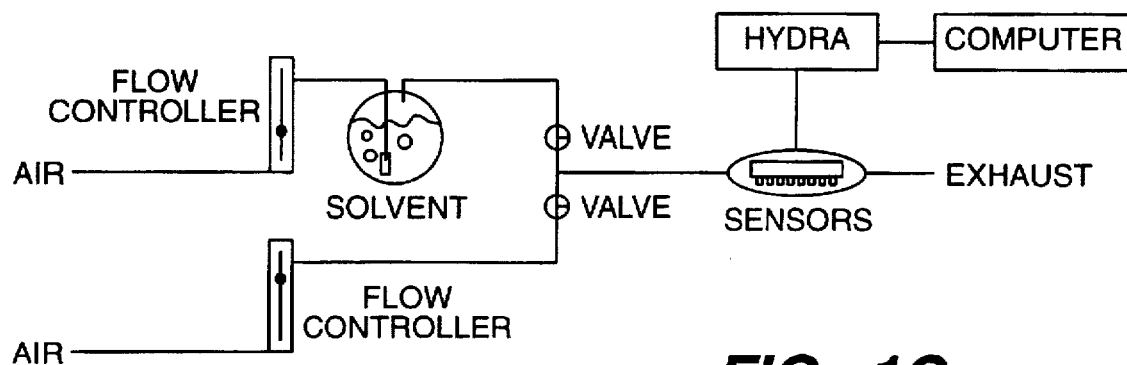 HYDRA
COMPUTER
FLOW
CONTROLLER
VALVE
AIR
EXHAUST
SOLVENT
VALVE
SENSORS
FLOW
CONTROLLER
AIR